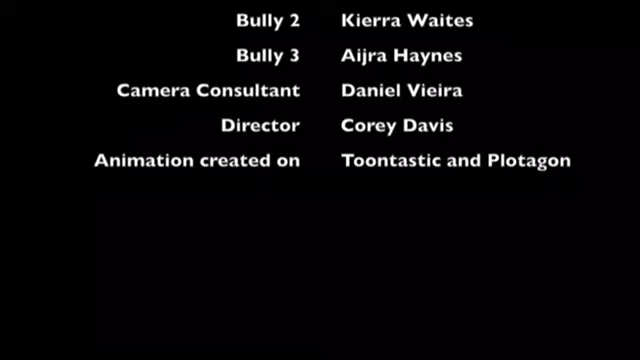 Bully 2 Kierra Waites
Bully 3 Aijra Haynes
Camera Consultant Daniel Vieira
Director Corey Davis
Animation created on Toontastic and Plotagon